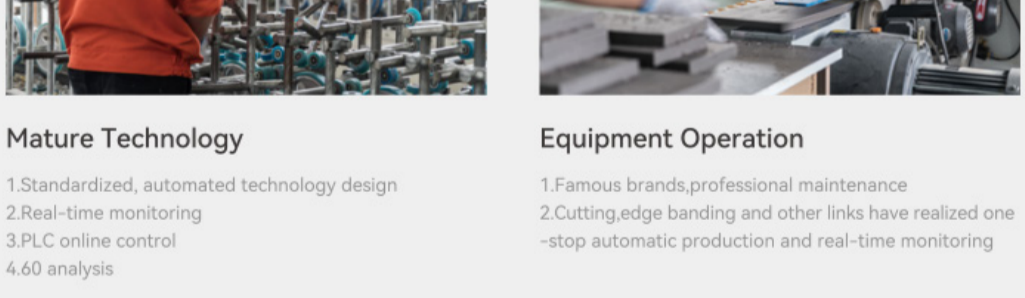 Mature Technology
1.Standardized, automated technology design
2.Real-time monitoring
3.PLC online control
4.60 analysis
Equipment Operation
1.Famous brands,professional maintenance
2.Cutting,edge banding and other links have realized one
-stop automatic production and real-time monitoring